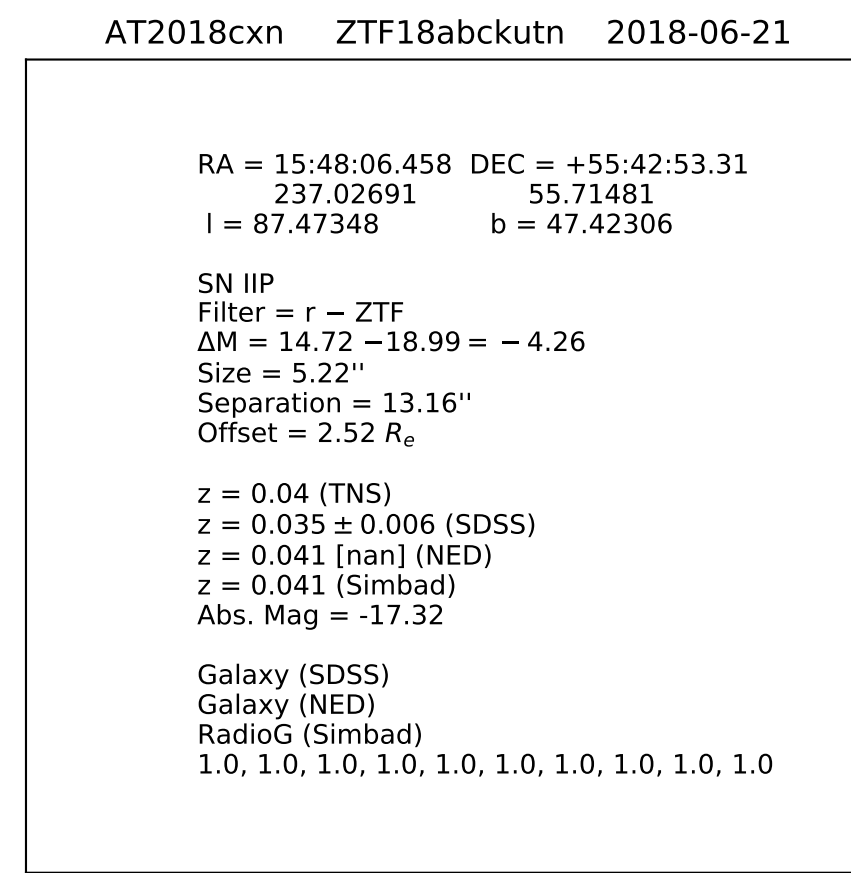 AT2018cxn ZTF18abckutn 2018-06-21
RA = 15:48:06.458 DEC = +55:42:53.31
237.02691 55.71481
l = 87.47348 b = 47.42306
SN IIP
Filter = r − ZTF
ΔM = 14.72 −18.99 = − 4.26
Size = 5.22''
Separation = 13.16''
Offset = 2.52 Re
z = 0.04 (TNS)
z = 0.035 ± 0.006 (SDSS)
z = 0.041 [nan] (NED)
z = 0.041 (Simbad)
Abs. Mag = -17.32
Galaxy (SDSS)
Galaxy (NED)
RadioG (Simbad)
1.0, 1.0, 1.0, 1.0, 1.0, 1.0, 1.0, 1.0, 1.0, 1.0